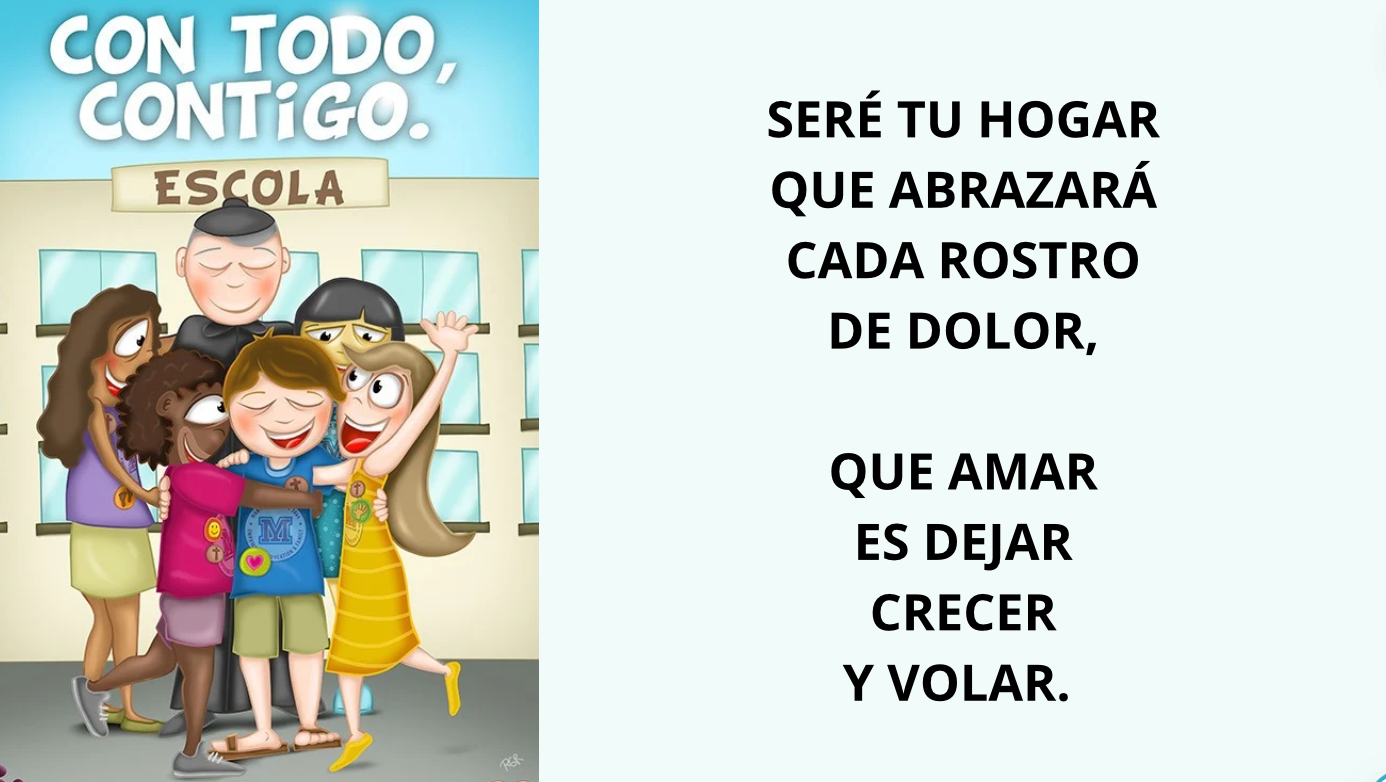 CON TODO,
CONTiGO.
ESCOLA
M
SERÉ TU HOGAR
QUE ABRAZARÁ
CADA ROSTRO
DE DOLOR,
QUE AMAR
ES DEJAR
CRECER
Y VOLAR.